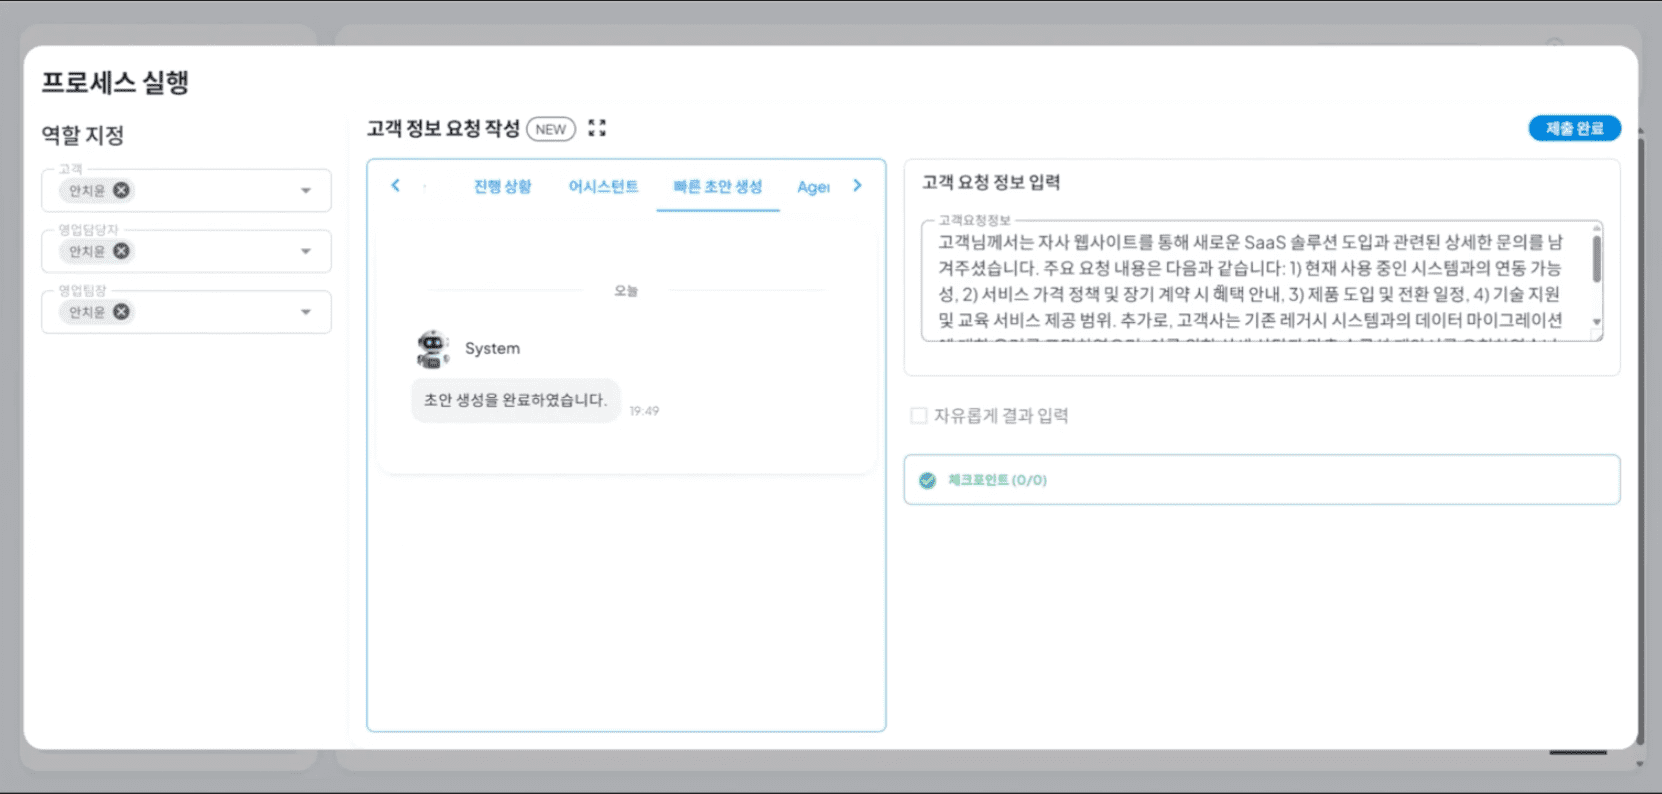 프로세스 실행
역할 지정
고객
안치윤
영업담당자
안치윤
영업팀장
안치윤
고객 정보 요청 작성 NEW
제출 완료
진행 상황 어시스턴트 빠른 초안 생성 Agen
오늘
System
초안 생성을 완료하였습니다.
19:49
고객 요청 정보 입력
고객요청정보
고객님께서는 자사 웹사이트를 통해 새로운 SaaS 솔루션 도입과 관련된 상세한 문의를 남
겨주셨습니다. 주요 요청 내용은 다음과 같습니다: 1) 현재 사용 중인 시스템과의 연동 가능
성, 2) 서비스 가격 정책 및 장기 계약 시 혜택 안내, 3) 제품 도입 및 전환 일정, 4) 기술 지원
및 교육 서비스 제공 범위. 추가로, 고객사는 기존 레거시 시스템과의 데이터 마이그레이션
자유롭게 결과 입력
체크포인트 (0/0)